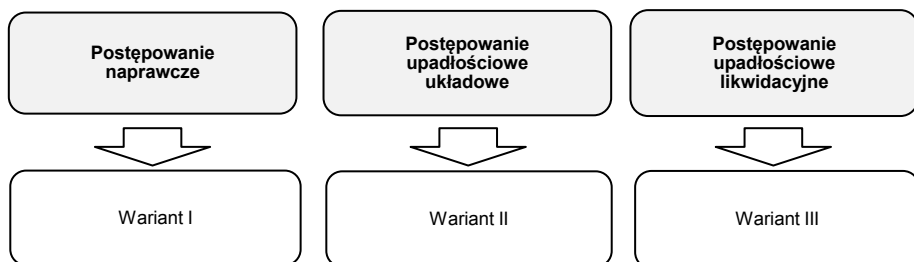 Postępowanie
naprawcze
Postępowanie
upadłościowe
układowe
Postępowanie
upadłościowe
likwidacyjne
Wariant I
Wariant II
Wariant III